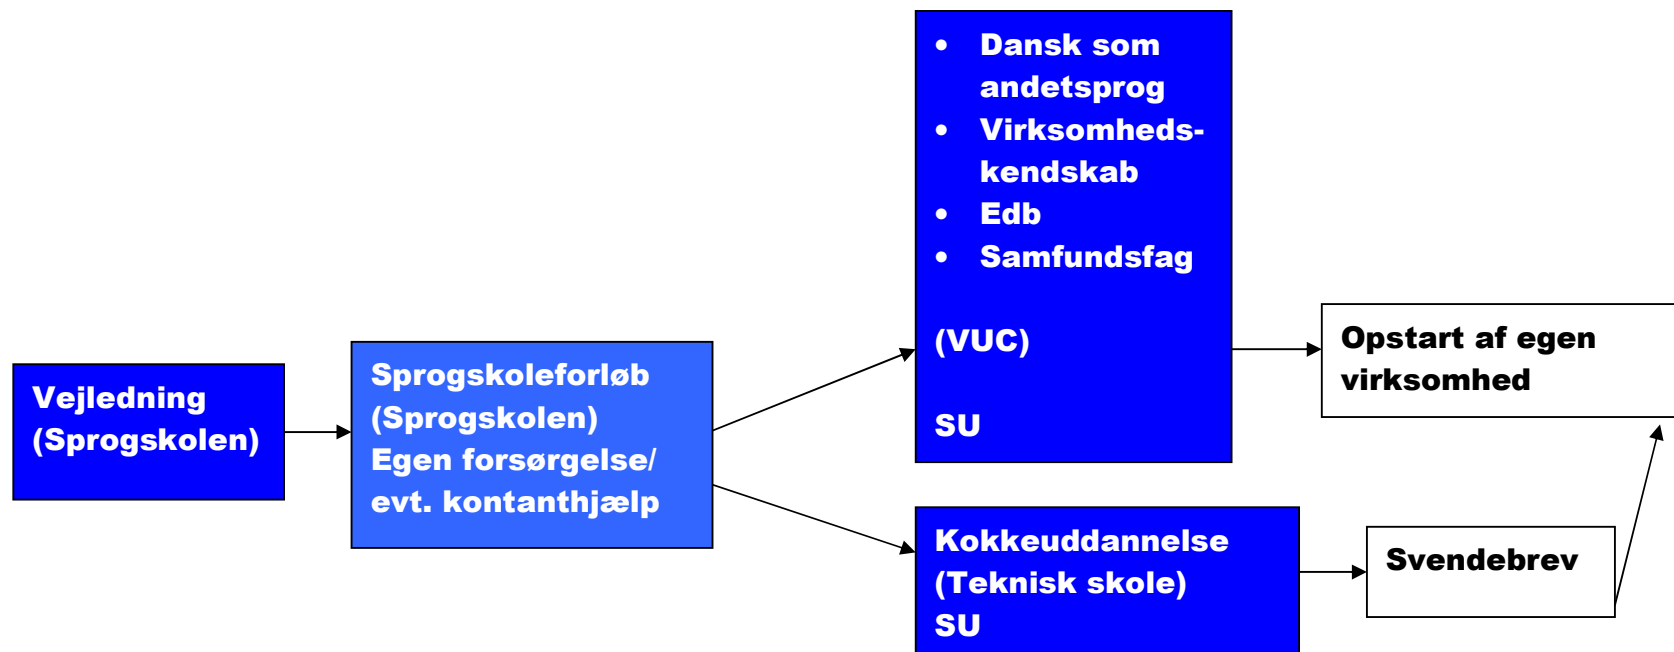 Vejledning
(Sprogskolen)
Sprogskoleforløb
(Sprogskolen)
Egen forsørgelse/
evt. kontanthjælp
• Dansk som
andetsprog
• Virksomheds-
kendskab
• Edb
• Samfundsfag
(VUC)
SU
Kokkeuddannelse
(Teknisk skole)
SU
Opstart af egen
virksomhed
Svendebrev